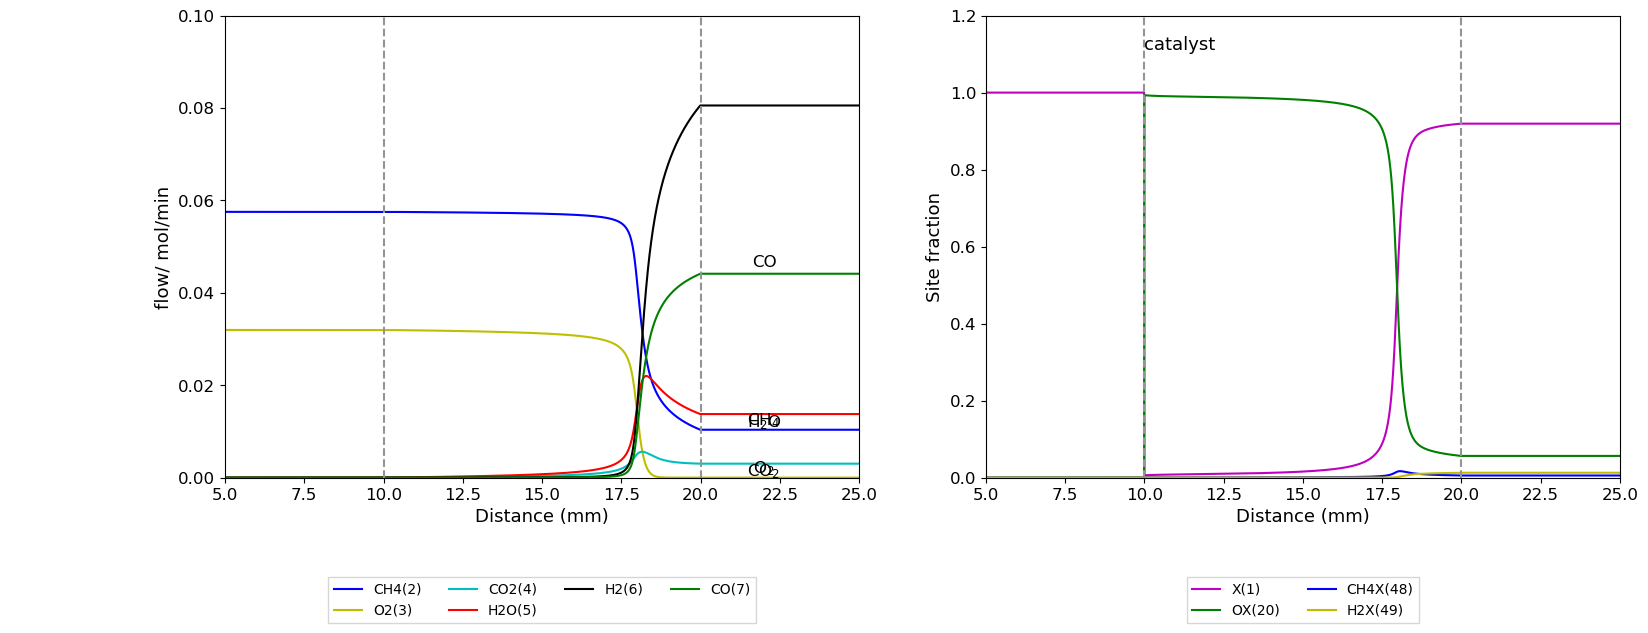 0.10
0.08
0.06
0.04
0.02
0.00
flow/ mol/min
5.0 7.5 10.0 12.5 15.0 17.5 20.0 22.5 25.0
Distance (mm)
CO
CH4
H2O
O2
CO2
CH4(2) CO2(4) H2(6) CO(7)
O2(3) H2O(5)
1.2
1.0
0.8
0.6
0.4
0.2
0.0
Site fraction
catalyst
5.0 7.5 10.0 12.5 15.0 17.5 20.0 22.5 25.0
Distance (mm)
X(1) CH4X(48)
OX(20) H2X(49)